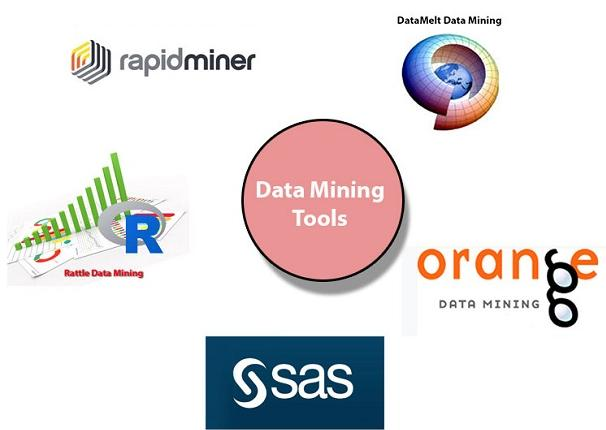 DataMelt Data Mining
rapidminer
Data Mining
Tools
R
Rattle Data Mining
orange
DATA MINING
sas